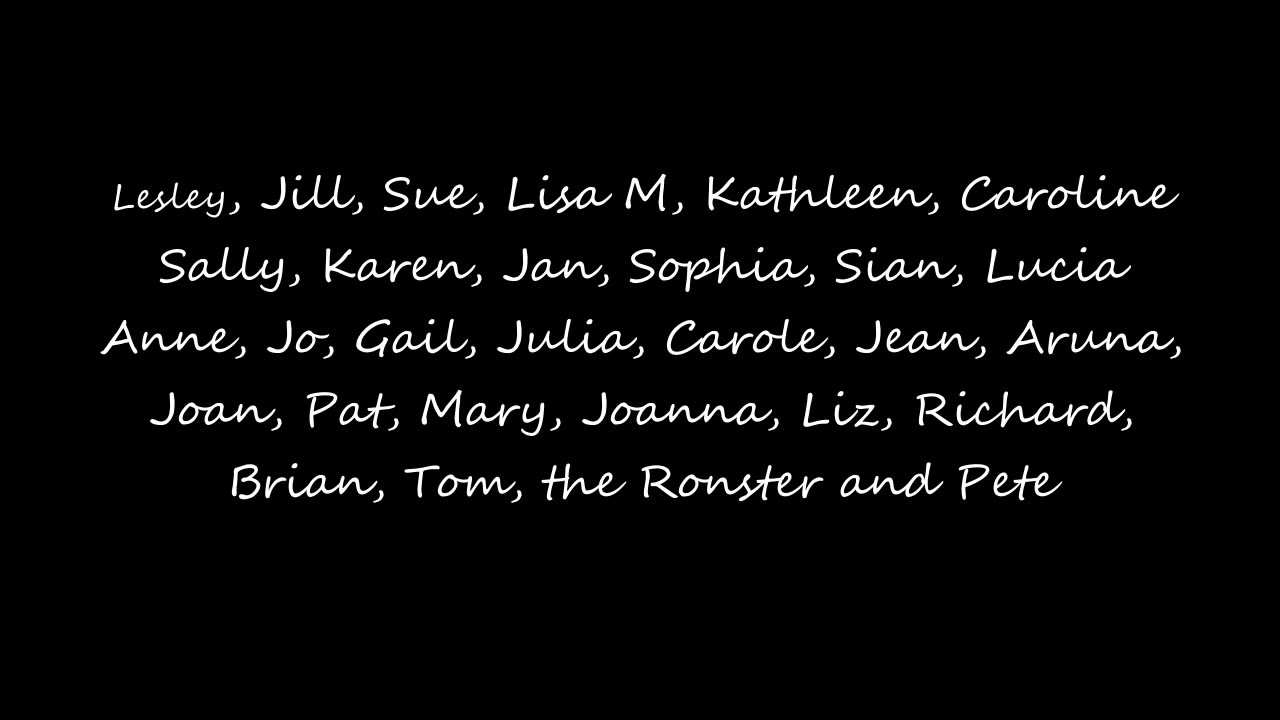 Lesley, Jill, Sue, Lisa M, Kathleen, Caroline
Sally, Karen, Jan, Sophia, Sian, Lucia
Anne, Jo, Gail, Julia, Carole, Jean, Aruna,
Joan, Pat, Mary, Joanna, Liz, Richard,
Brian, Tom, the Ronster and Pete